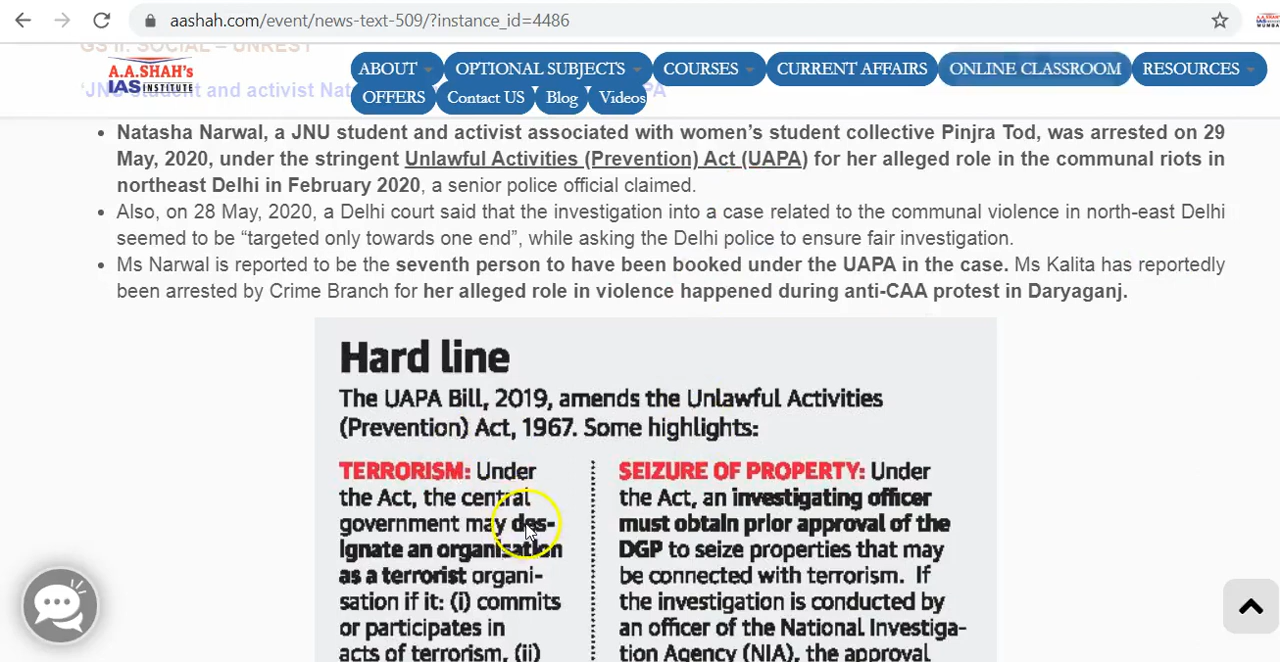 aashah.com/event/news-text-509/?instance_id=4486
GS II: SOCIAL – UNREST
A.A.SHAH's
IAS INSTITUTE
ABOUT
OPTIONAL SUBJECTS
COURSES
CURRENT AFFAIRS
ONLINE CLASSROOM
RESOURCES
OFFERS
Contact US
Blog
Videos
'JNU student and activist Nat
PA
• Natasha Narwal, a JNU student and activist associated with women's student collective Pinjra Tod, was arrested on 29
May, 2020, under the stringent Unlawful Activities (Prevention) Act (UAPA) for her alleged role in the communal riots in
northeast Delhi in February 2020, a senior police official claimed.
• Also, on 28 May, 2020, a Delhi court said that the investigation into a case related to the communal violence in north-east Delhi
seemed to be “targeted only towards one end”, while asking the Delhi police to ensure fair investigation.
• Ms Narwal is reported to be the seventh person to have been booked under the UAPA in the case. Ms Kalita has reportedly
been arrested by Crime Branch for her alleged role in violence happened during anti-CAA protest in Daryaganj.
Hard line
The UAPA Bill, 2019, amends the Unlawful Activities
(Prevention) Act, 1967. Some highlights:
TERRORISM: Under
the Act, the central
government may des-
ignate an organisation
as a terrorist organi-
sation if it: (i) commits
or participates in
acts of terrorism, (ii)
SEIZURE OF PROPERTY: Under
the Act, an investigating officer
must obtain prior approval of the
DGP to seize properties that may
be connected with terrorism. If
the investigation is conducted by
an officer of the National Investiga-
tion Agency (NIA), the approval